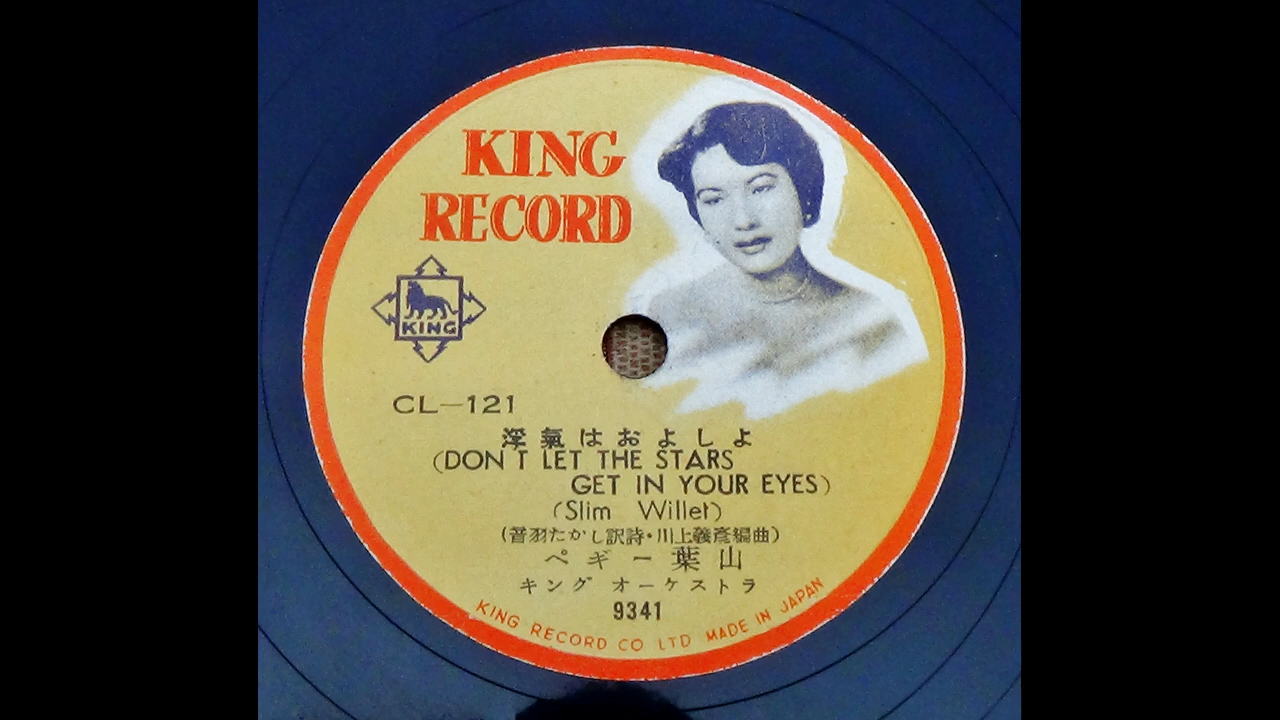 KING
RECORD
KING
CL-121
浮氣はおよしよ
(DON'T LET THE STARS
GET IN YOUR EYES)
(Slim Willet)
(音羽たかし訳詩・川上義彦編曲)
ペギー葉山
キング オーケストラ
9341
KING RECORD CO LTD MADE IN JAPAN